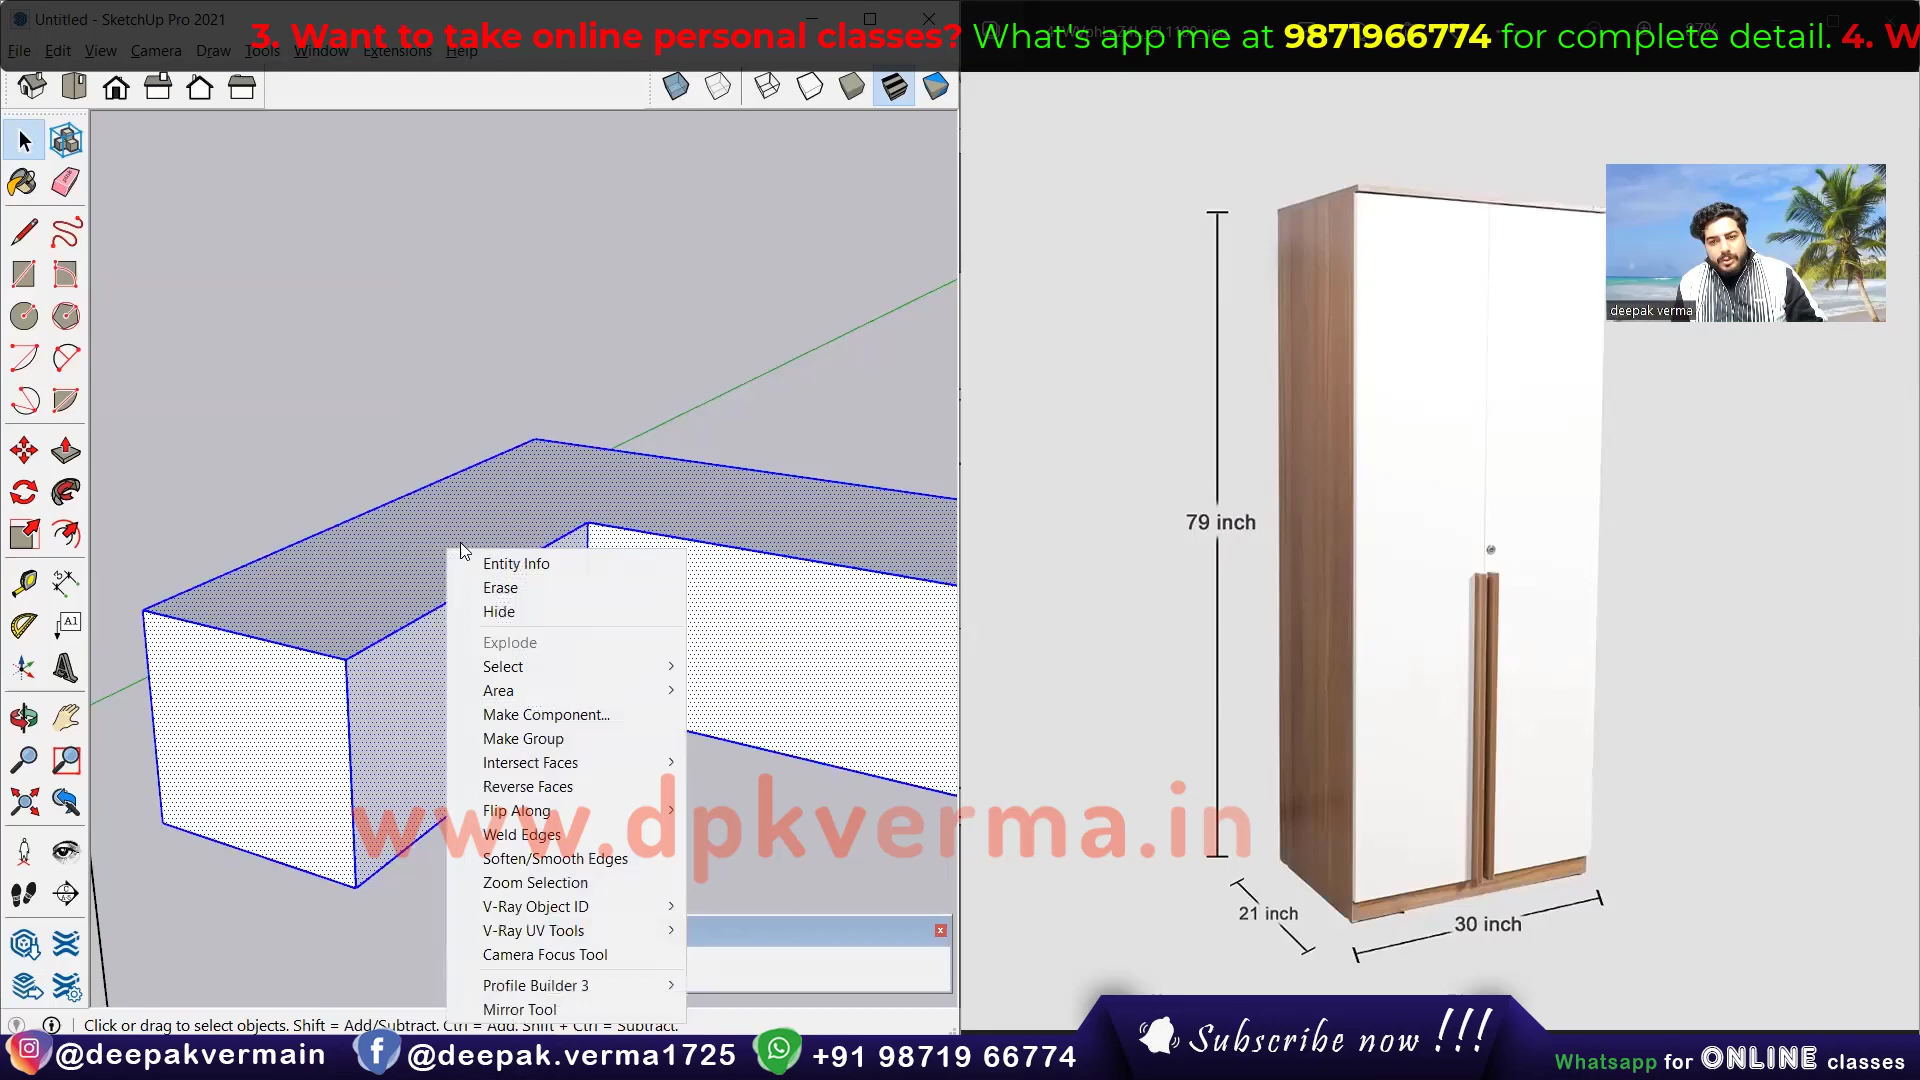 Untitled - SketchUp Pro 2021
3. Want to take online personal classes? What's app me at 9871966774 for complete detail. 4. W
File Edit View Camera Draw Tools Window Extensions Help
deepak verma
79 inch
21 inch
30 inch
A1
Entity Info
Erase
Hide
Explode
Select
Area
Make Component...
Make Group
Intersect Faces
Reverse Faces
Flip Along
Weld Edges
Soften/Smooth Edges
Zoom Selection
V-Ray Object ID
V-Ray UV Tools
Camera Focus Tool
Profile Builder 3
Mirror Tool
www.dpkverma.in
Click or drag to select objects. Shift = Add/Subtract. Ctrl = Add. Shift + Ctrl = Subtract.
@deepakvermain @deepak.verma1725 +91 98719 66774
Subscribe now !!!
Whatsapp for ONLINE classes